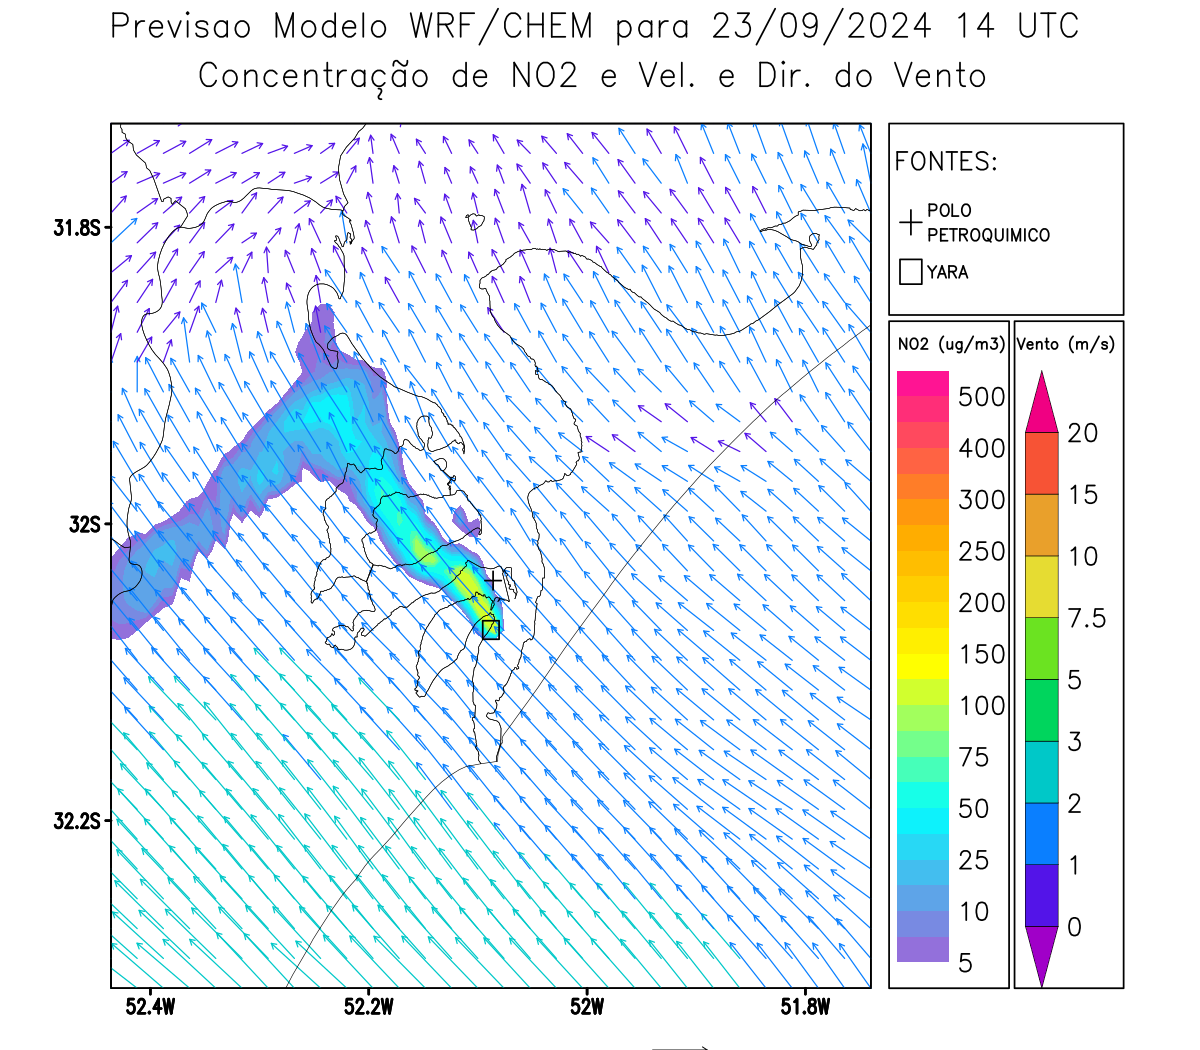 Previsao Modelo WRF/CHEM para 23/09/2024 14 UTC
Concentração de NO2 e Vel. e Dir. do Vento
FONTES:
POLO
PETROQUIMICO
YARA
31.8S
32S
32.2S
52.4W
52.2W
52W
51.8W
NO2 (ug/m3)
500
400
300
250
200
150
100
75
50
25
10
5
Vento (m/s)
20
15
10
7.5
5
3
2
1
0